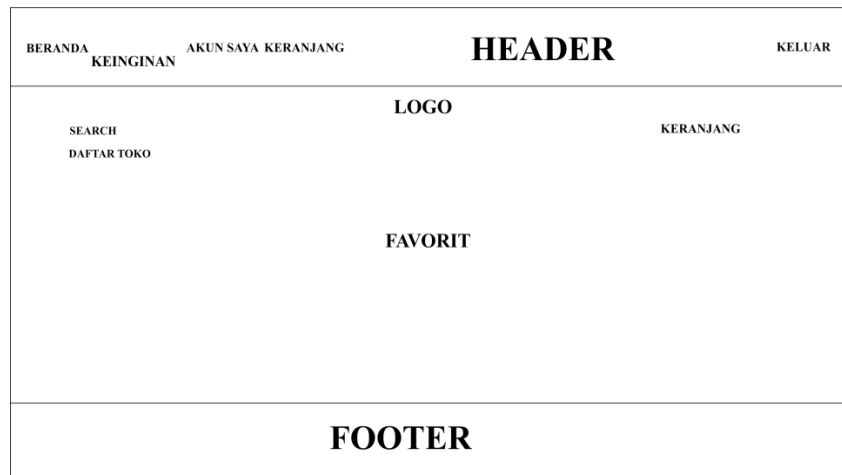 BERANDA KEINGINAN AKUN SAYA KERANJANG HEADER KELUAR
LOGO
SEARCH KERANJANG
DAFTAR TOKO
FAVORIT
FOOTER